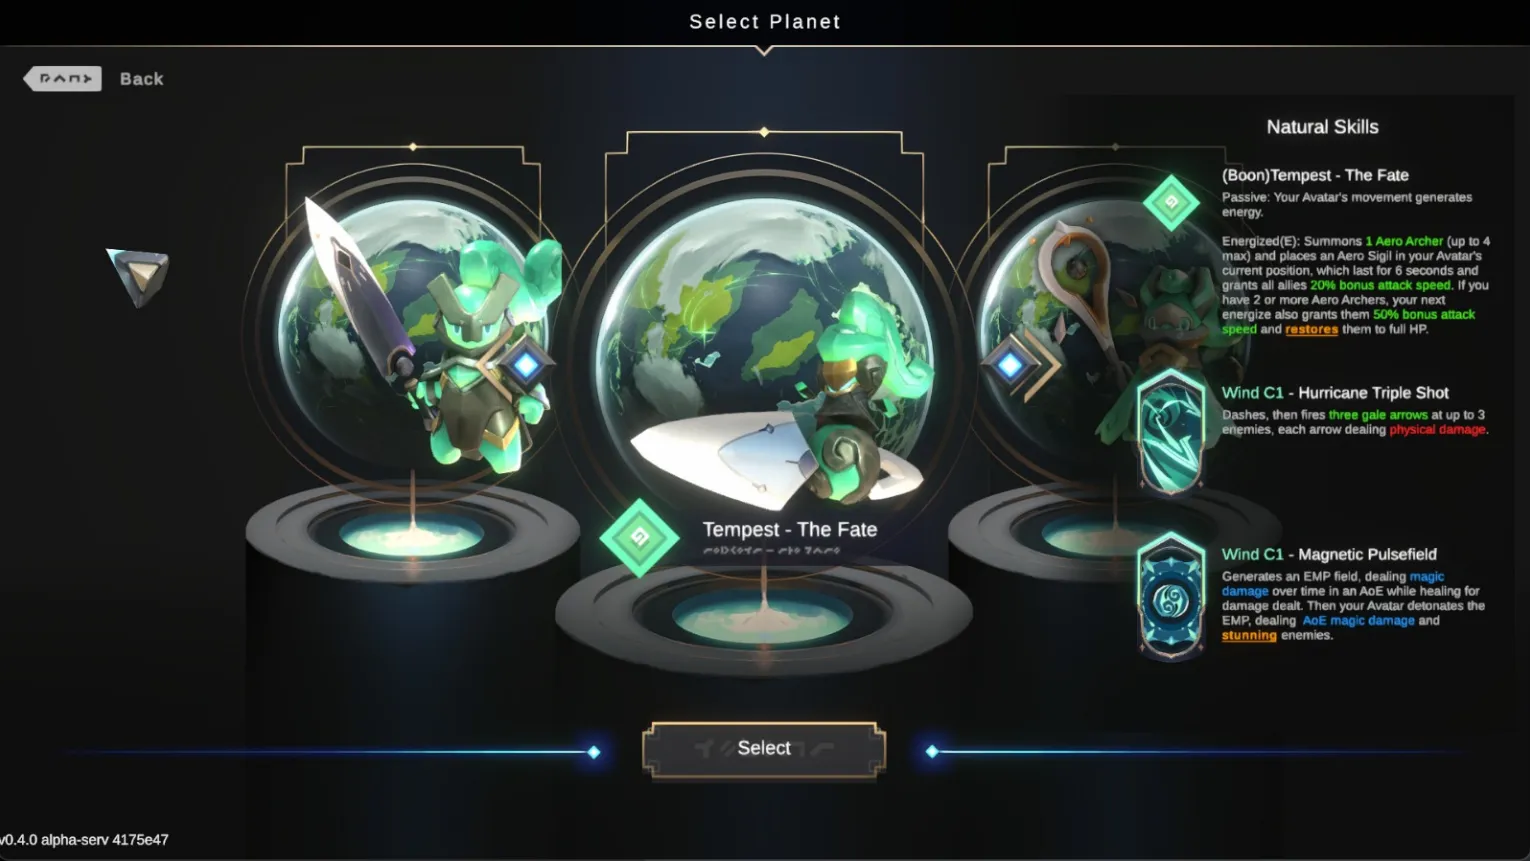 Select Planet
Back
Natural Skills
(Boon)Tempest - The Fate
Passive: Your Avatar's movement generates
energy.
Energized(E): Summons 1 Aero Archer (up to 4
max) and places an Aero Sigil in your Avatar's
current position, which last for 6 seconds and
grants all allies 20% bonus attack speed. If you
have 2 or more Aero Archers, your next
energize also grants them 50% bonus attack
speed and restores them to full HP.
Wind C1 - Hurricane Triple Shot
Dashes, then fires three gale arrows at up to 3
enemies, each arrow dealing physical damage.
Tempest - The Fate
Wind C1 - Magnetic Pulsefield
Generates an EMP field, dealing magic
damage over time in an AoE while healing for
damage dealt. Then your Avatar detonates the
EMP, dealing AoE magic damage and
stunning enemies.
Select
v0.4.0 alpha-serv 4175e47